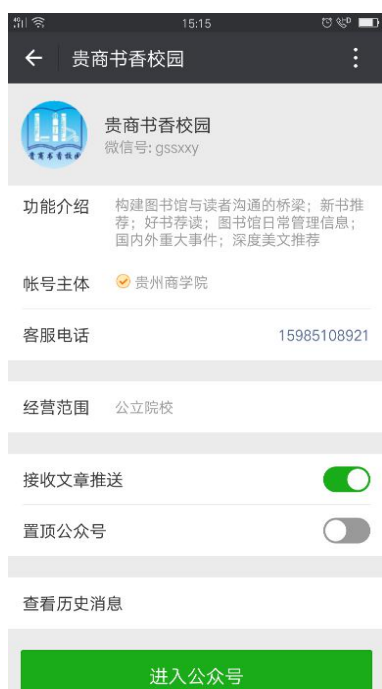 15:15
贵商书香校园
贵商书香校园
微信号: gssxxy
功能介绍 构建图书馆与读者沟通的桥梁；新书推
荐；好书荐读；图书馆日常管理信息；
国内外重大事件；深度美文推荐
帐号主体 贵州商学院
客服电话 15985108921
经营范围 公立院校
接收文章推送
置顶公众号
查看历史消息
进入公众号